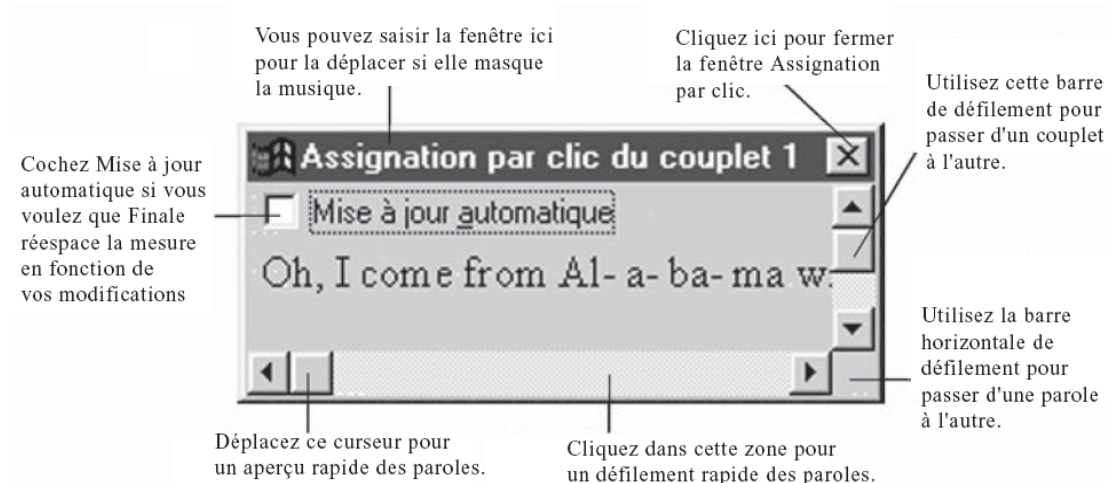 Vous pouvez saisir la fenêtre ici
pour la déplacer si elle masque
la musique.
Cliquez ici pour fermer
la fenêtre Assignation
par clic.
Utilisez cette barre
de défilement pour
passer d'un couplet
à l'autre.
Cochez Mise à jour
automatique si vous
voulez que Finale
réespace la mesure
en fonction de
vos modifications
Assignation par clic du couplet 1
Mise à jour automatique
Oh, I come from Al- a- ba- ma w
Utilisez la barre
horizontale de
défilement pour
passer d'une parole
à l'autre.
Déplacez ce curseur pour
un aperçu rapide des paroles.
Cliquez dans cette zone pour
un défilement rapide des paroles.